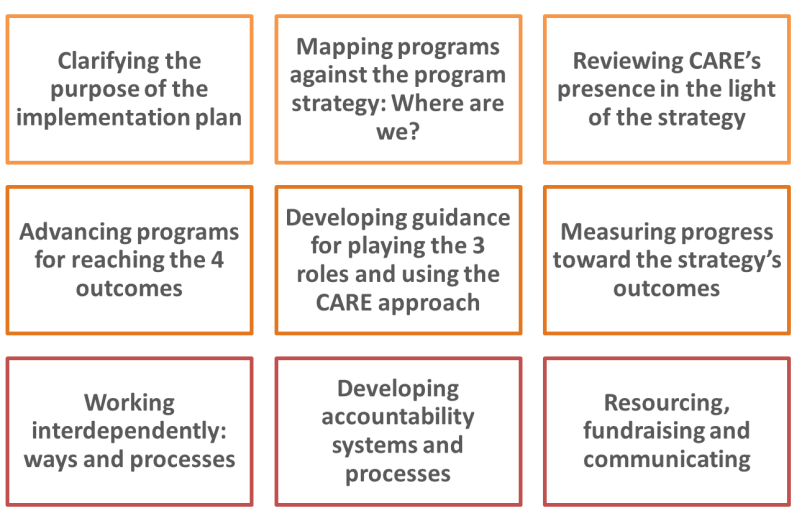 Clarifying the
purpose of the
implementation plan
Mapping programs
against the program
strategy: Where are
we?
Reviewing CARE's
presence in the light
of the strategy
Advancing programs
for reaching the 4
outcomes
Developing guidance
for playing the 3
roles and using the
CARE approach
Measuring progress
toward the strategy's
outcomes
Working
interdependently:
ways and processes
Developing
accountability
systems and
processes
Resourcing,
fundraising and
communicating